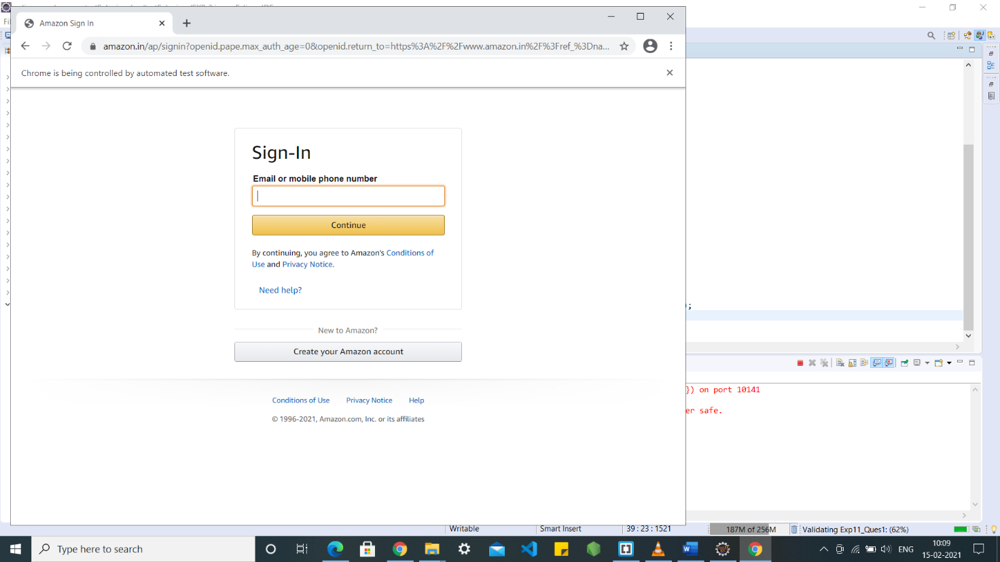 Amazon Sign In
amazon.in/ap/signin?openid.pape.max_auth_age=0&openid.return_to=https%3A%2F%2Fwww.amazon.in%2F%3Fref_%3Dna...
Chrome is being controlled by automated test software.
Sign-In
Email or mobile phone number
Continue
By continuing, you agree to Amazon's Conditions of
Use and Privacy Notice.
Need help?
);
New to Amazon?
Create your Amazon account
}) on port 10141
Conditions of Use Privacy Notice Help
er safe.
© 1996-2021, Amazon.com, Inc. or its affiliates
Writable Smart Insert 39 : 23 : 1521 187M of 256M Validating Exp11_Ques1: (62%)
Type here to search
ENG
10:09
15-02-2021